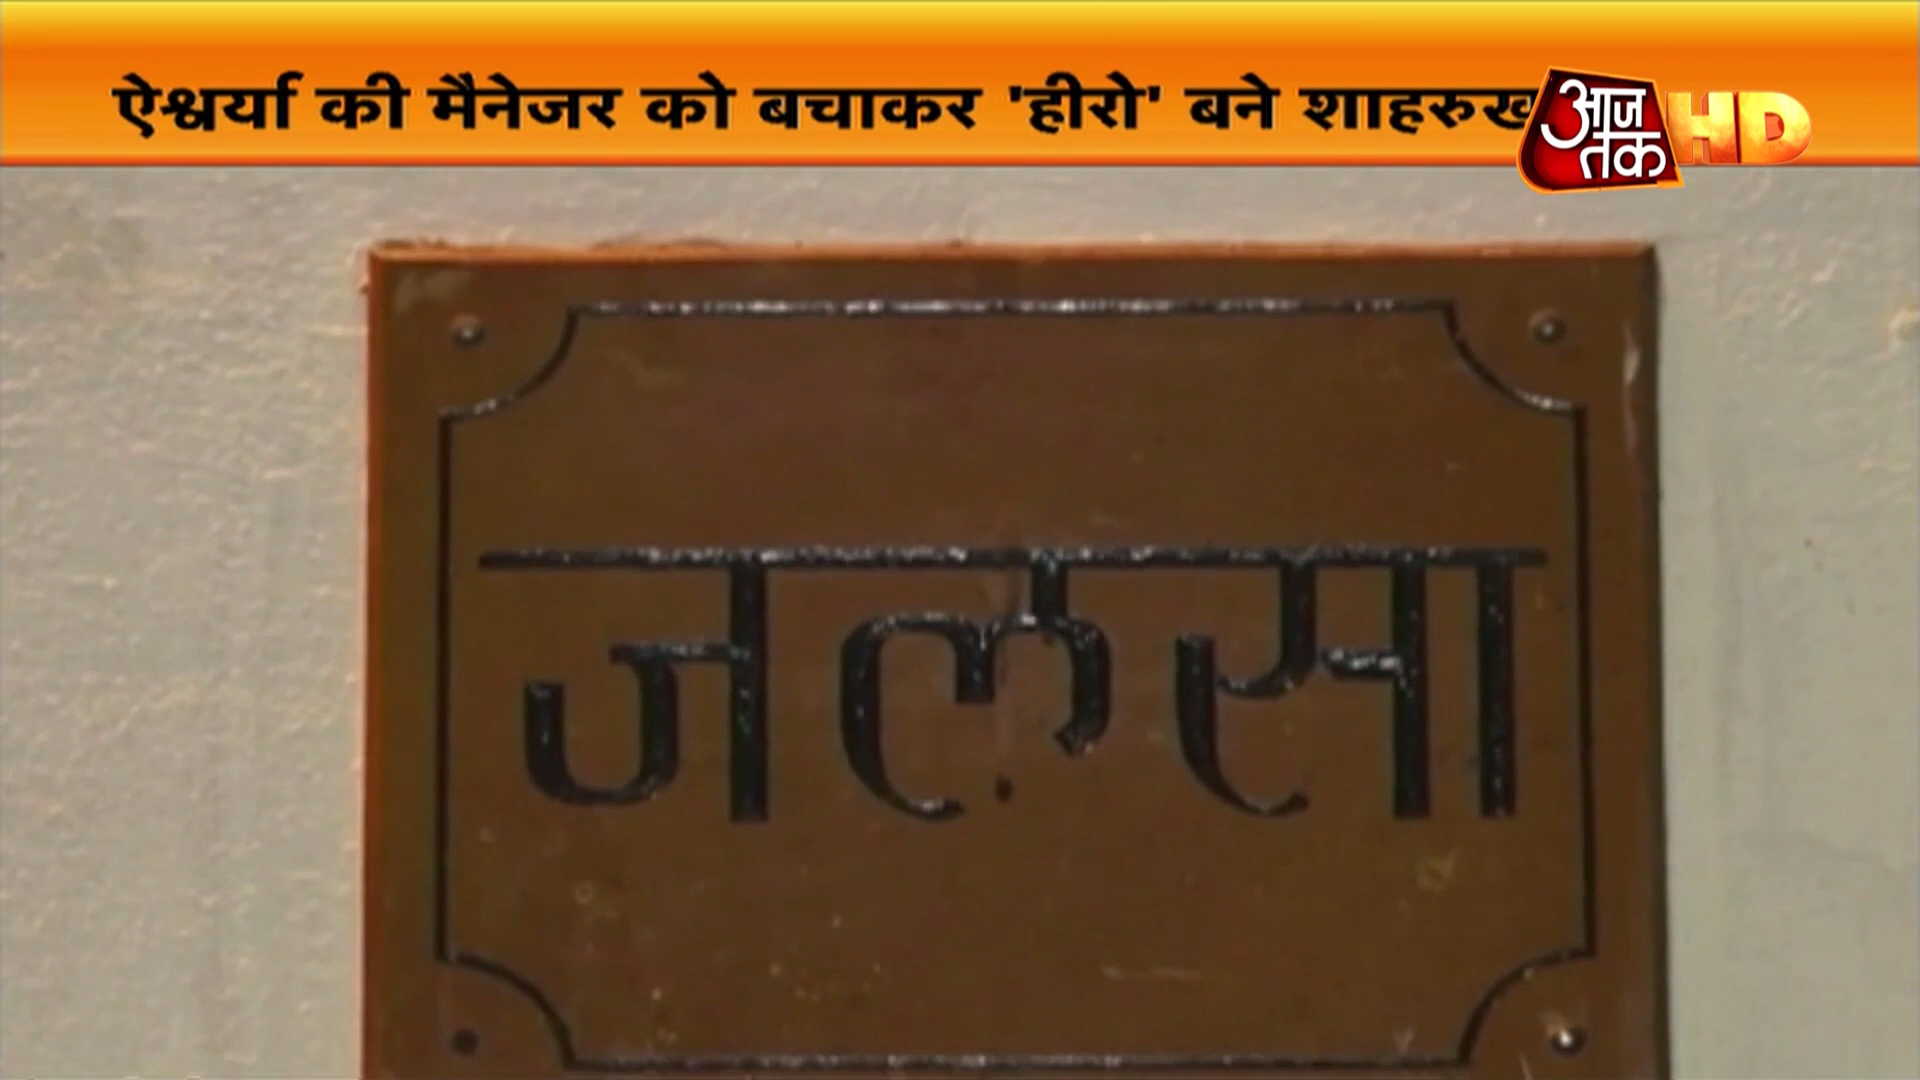 ऐश्वर्या की मैनेजर को बचाकर 'हीरो' बने शाहरुख
आज
तक HD
जलसा